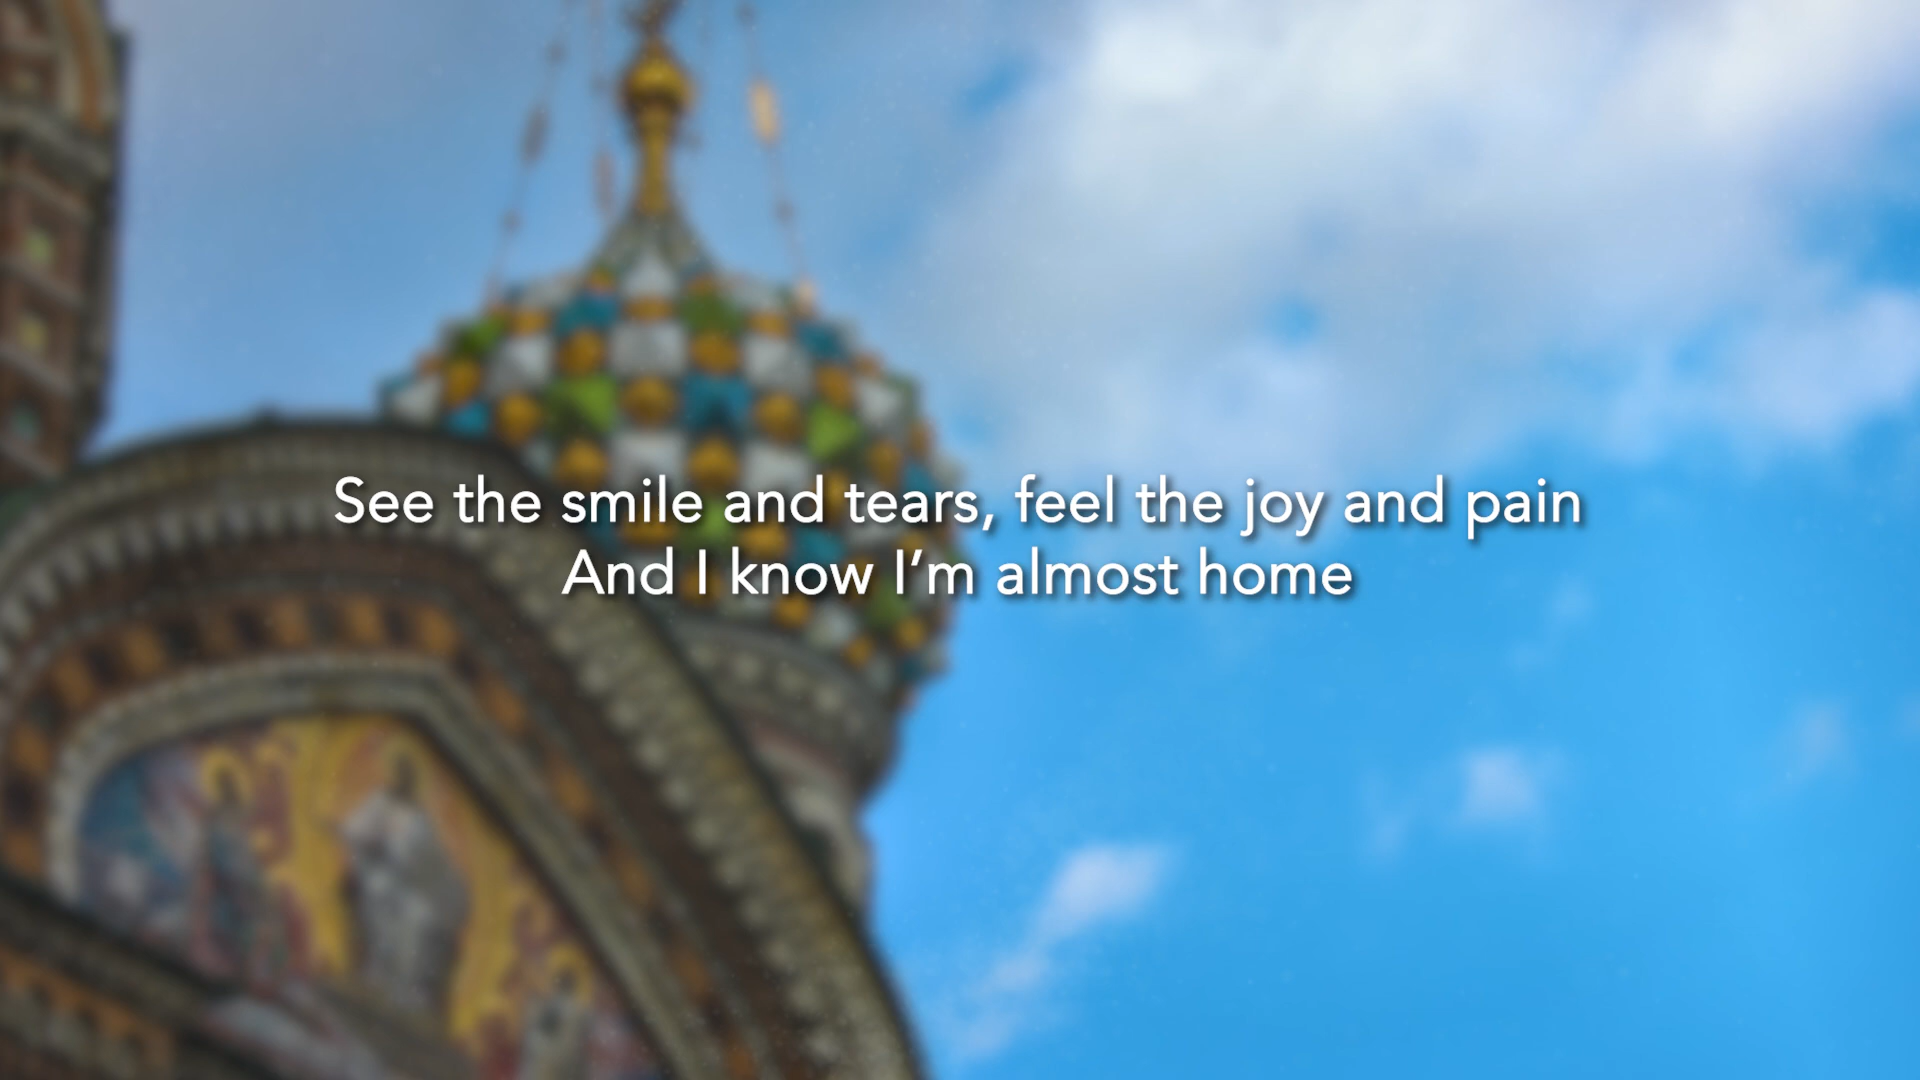 See the smile and tears, feel the joy and pain
And I know I’m almost home